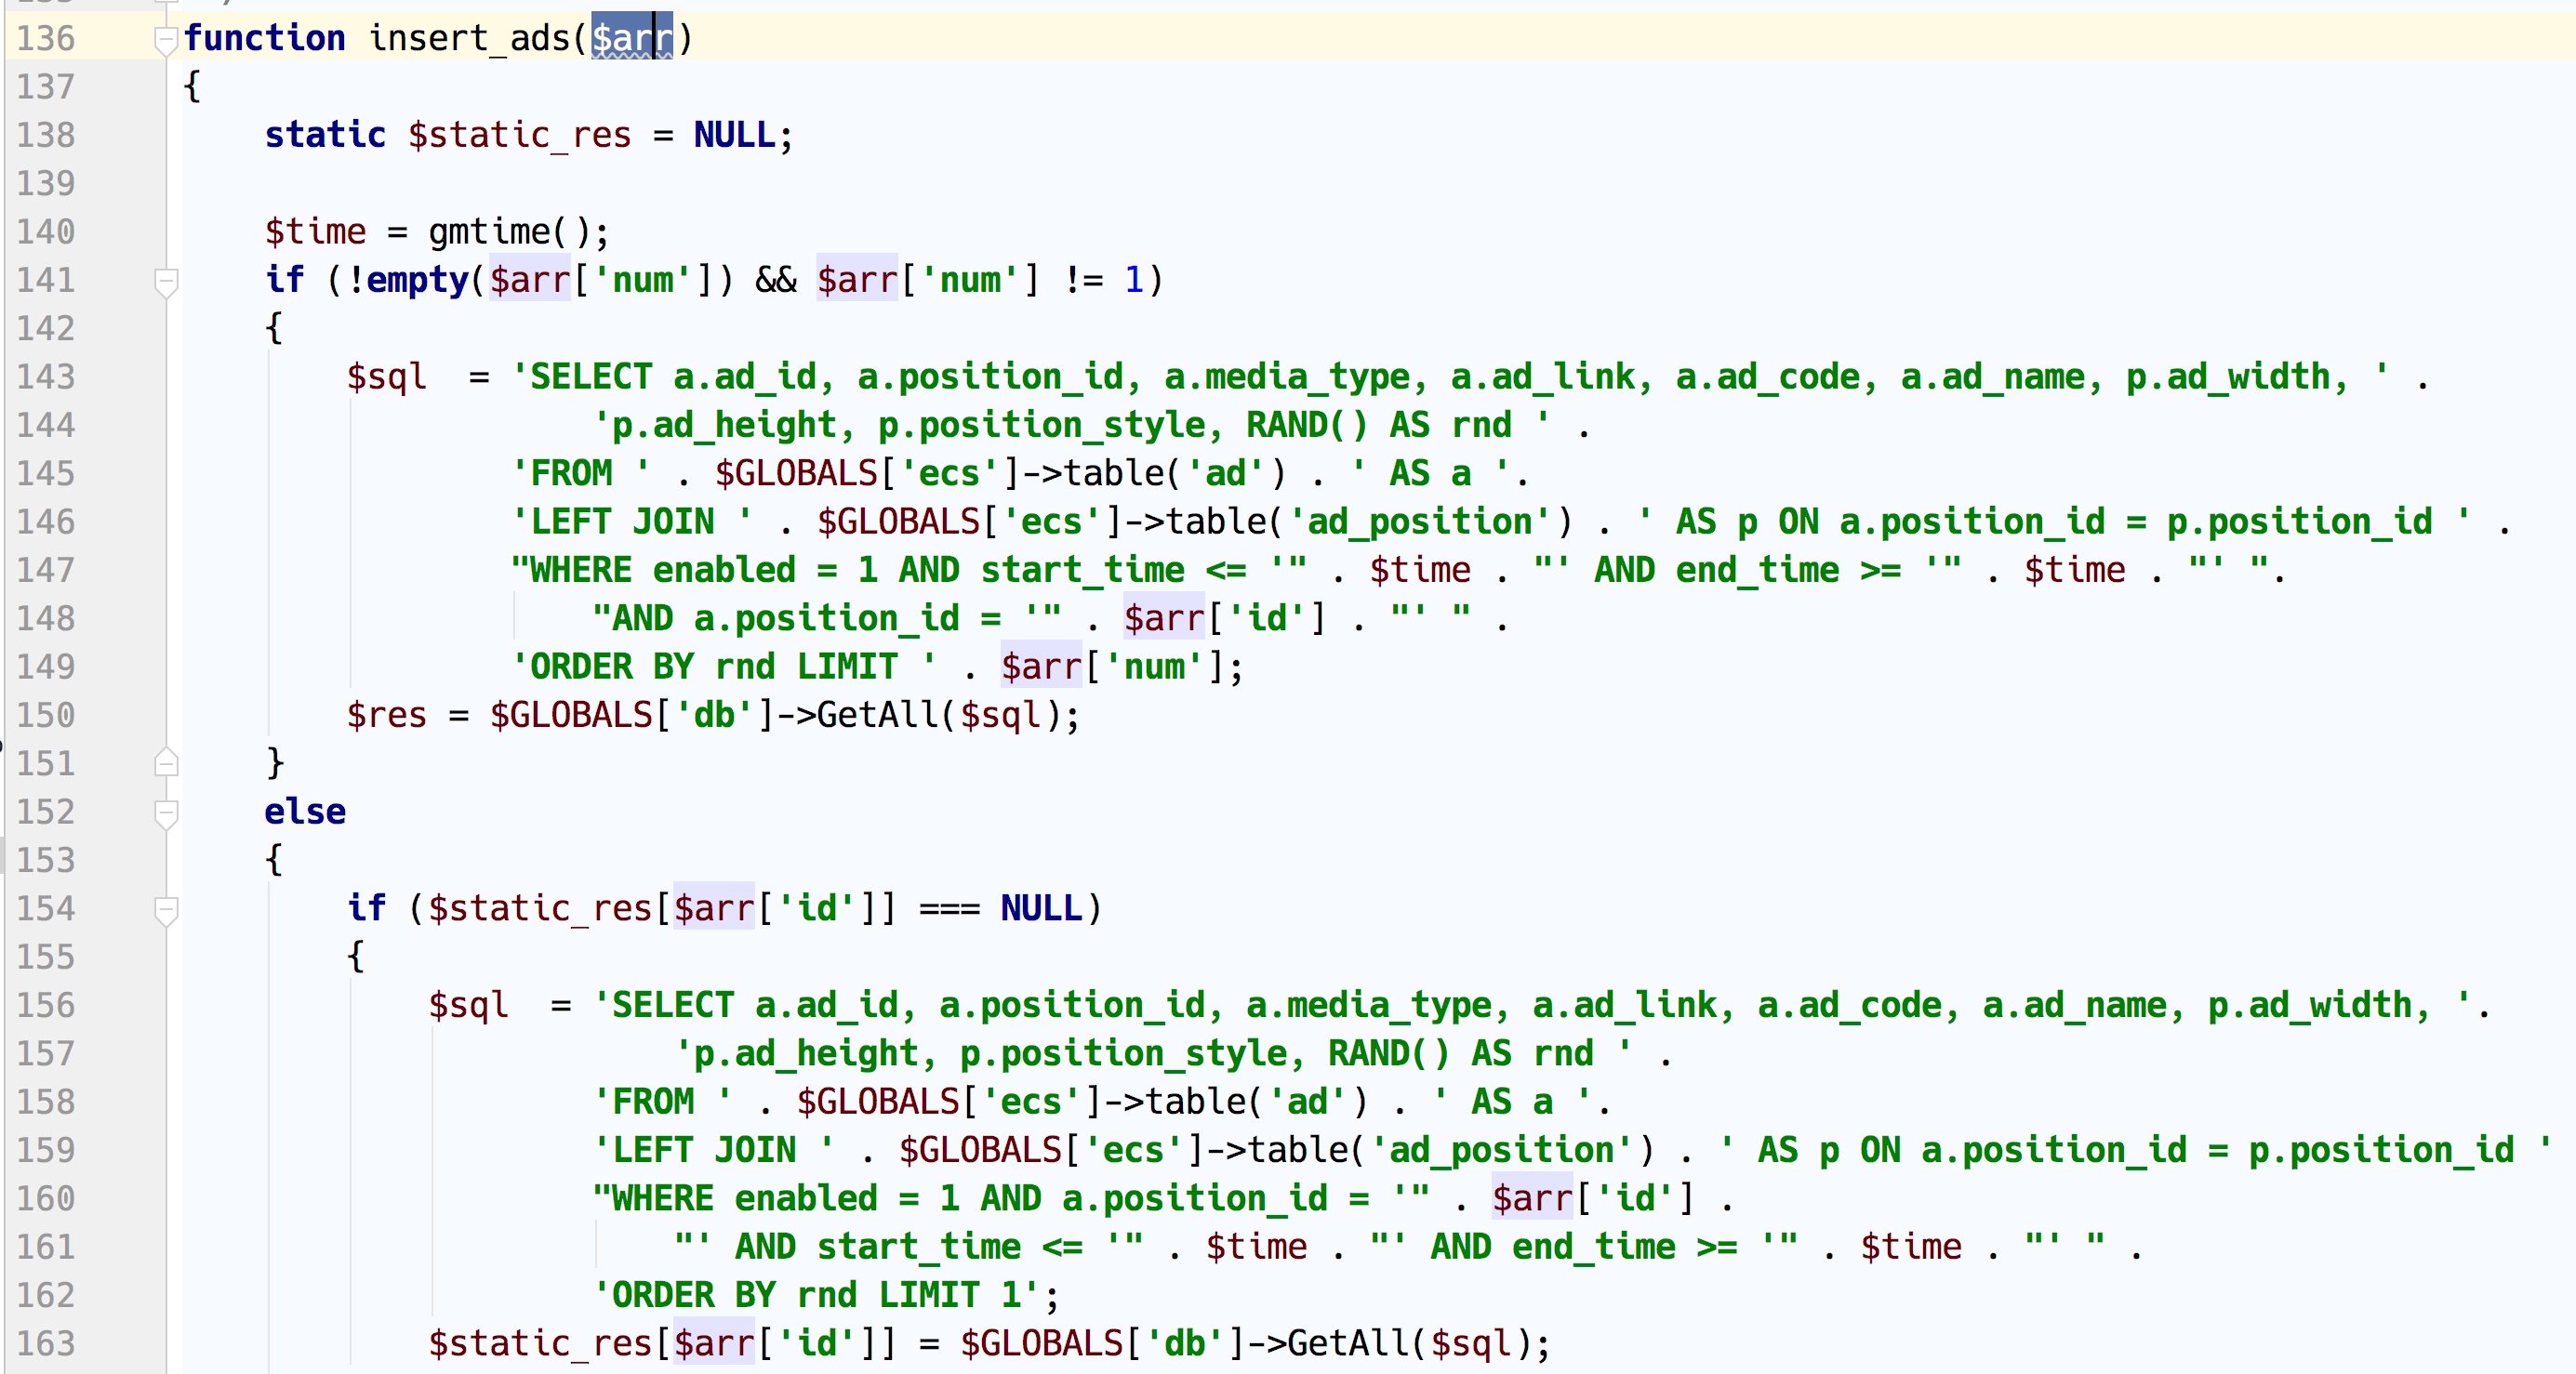 136 function insert_ads($arr)
137 {
138 static $static_res = NULL;
139
140 $time = gmtime();
141 if (!empty($arr['num']) && $arr['num'] != 1)
142 {
143 $sql  = 'SELECT a.ad_id, a.position_id, a.media_type, a.ad_link, a.ad_code, a.ad_name, p.ad_width, ' .
144 'p.ad_height, p.position_style, RAND() AS rnd ' .
145 'FROM ' . $GLOBALS['ecs']->table('ad') . ' AS a '.
146 'LEFT JOIN ' . $GLOBALS['ecs']->table('ad_position') . ' AS p ON a.position_id = p.position_id ' .
147 "WHERE enabled = 1 AND start_time <= '" . $time . "' AND end_time >= '" . $time . "' ".
148 "AND a.position_id = '" . $arr['id'] . "' " .
149 'ORDER BY rnd LIMIT ' . $arr['num'];
150 $res = $GLOBALS['db']->GetAll($sql);
151 }
152 else
153 {
154 if ($static_res[$arr['id']] === NULL)
155 {
156 $sql  = 'SELECT a.ad_id, a.position_id, a.media_type, a.ad_link, a.ad_code, a.ad_name, p.ad_width, '.
157 'p.ad_height, p.position_style, RAND() AS rnd ' .
158 'FROM ' . $GLOBALS['ecs']->table('ad') . ' AS a '.
159 'LEFT JOIN ' . $GLOBALS['ecs']->table('ad_position') . ' AS p ON a.position_id = p.position_id '
160 "WHERE enabled = 1 AND a.position_id = '" . $arr['id'] .
161 "' AND start_time <= '" . $time . "' AND end_time >= '" . $time . "' " .
162 'ORDER BY rnd LIMIT 1';
163 $static_res[$arr['id']] = $GLOBALS['db']->GetAll($sql);